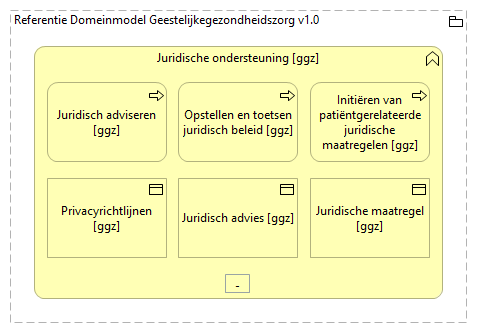 Referentie Domeinmodel Geestelijkegezondheidszorg v1.0
Juridische ondersteuning [ggz]
Juridisch adviseren
[ggz]
Opstellen en toetsen
juridisch beleid [ggz]
Initiëren van
patiëntgerelateerde
juridische
maatregelen [ggz]
Privacyrichtlijnen
[ggz]
Juridisch advies [ggz]
Juridische maatregel
[ggz]
-